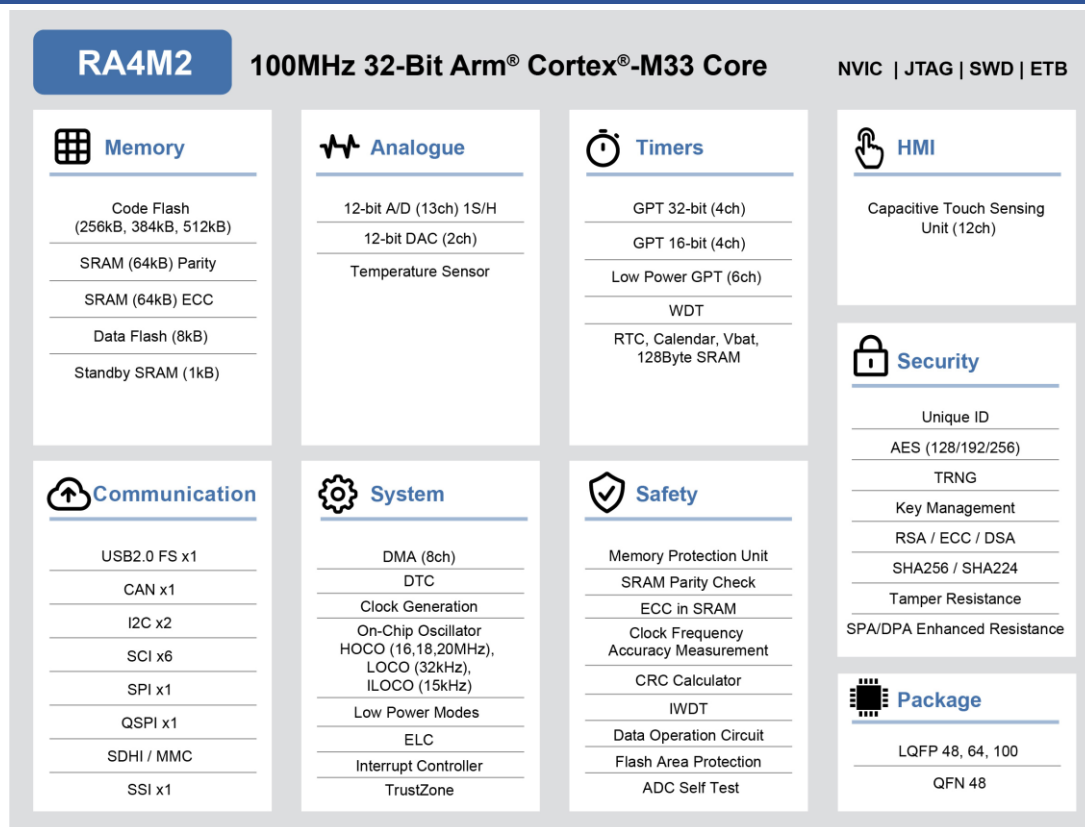 RA4M2
100MHz 32-Bit Arm® Cortex®-M33 Core
NVIC | JTAG | SWD | ETB
Memory
Code Flash
(256kB, 384kB, 512kB)
SRAM (64kB) Parity
SRAM (64kB) ECC
Data Flash (8kB)
Standby SRAM (1kB)
Analogue
12-bit A/D (13ch) 1S/H
12-bit DAC (2ch)
Temperature Sensor
Timers
GPT 32-bit (4ch)
GPT 16-bit (4ch)
Low Power GPT (6ch)
WDT
RTC, Calendar, Vbat,
128Byte SRAM
HMI
Capacitive Touch Sensing
Unit (12ch)
Communication
USB2.0 FS x1
CAN x1
I2C x2
SCI x6
SPI x1
QSPI x1
SDHI / MMC
SSI x1
System
DMA (8ch)
DTC
Clock Generation
On-Chip Oscillator
HOCO (16,18,20MHz),
LOCO (32kHz),
ILOCO (15kHz)
Low Power Modes
ELC
Interrupt Controller
TrustZone
Safety
Memory Protection Unit
SRAM Parity Check
ECC in SRAM
Clock Frequency
Accuracy Measurement
CRC Calculator
IWDT
Data Operation Circuit
Flash Area Protection
ADC Self Test
Security
Unique ID
AES (128/192/256)
TRNG
Key Management
RSA / ECC / DSA
SHA256 / SHA224
Tamper Resistance
SPA/DPA Enhanced Resistance
Package
LQFP 48, 64, 100
QFN 48